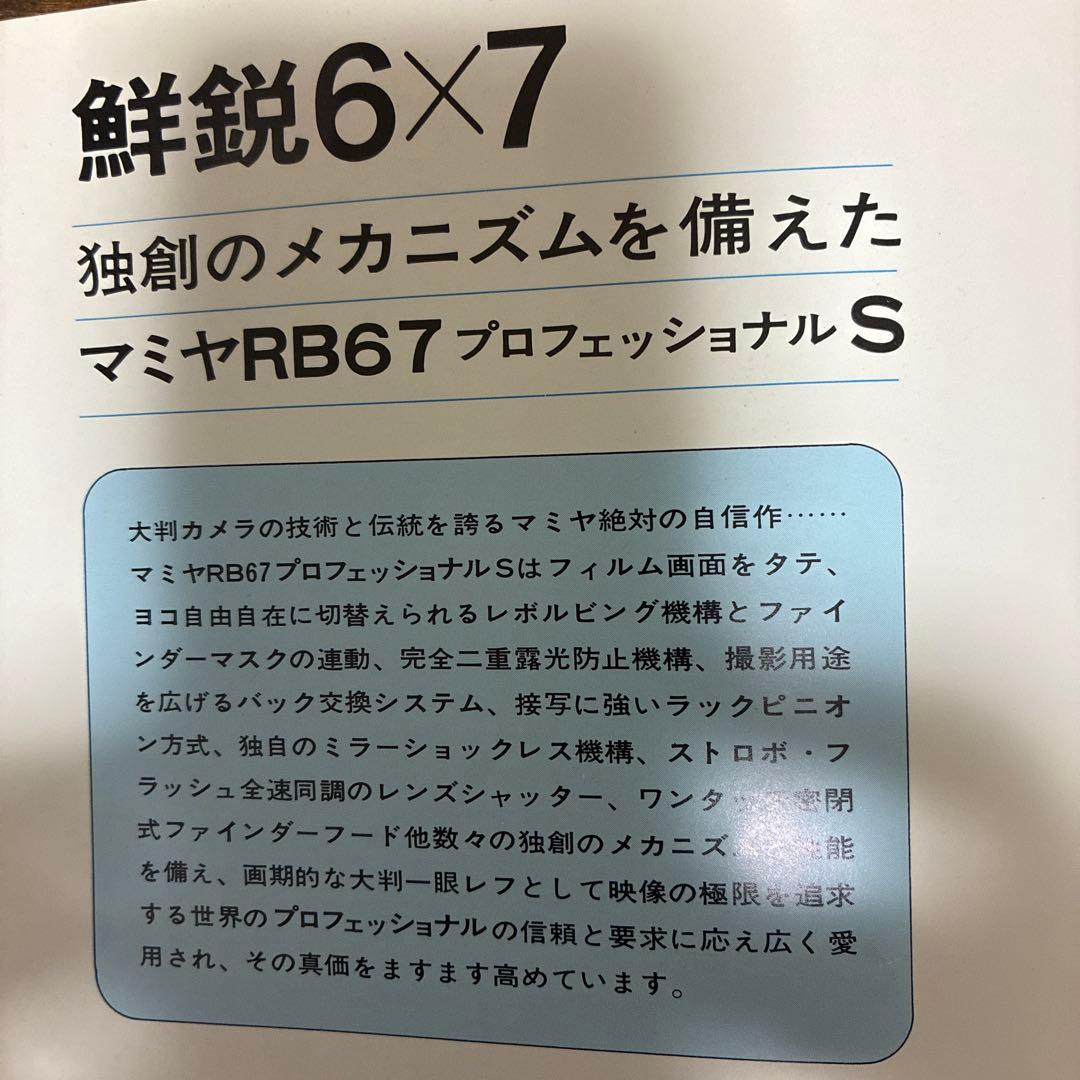 鮮鋭6×7
独創のメカニズムを備えた
マミヤRB67プロフェッショナルS
大判カメラの技術と伝統を誇るマミヤ絶対の自信作……
マミヤRB67プロフェッショナルSはフィルム画面をタテ、
ヨコ自由自在に切替えられるレボルビング機構とファイ
ンダーマスクの連動、完全二重露光防止機構、撮影用途
を広げるバック交換システム、接写に強いラックピニオ
ン方式、独自のミラーショックレス機構、ストロボ・フ
ラッシュ全速同調のレンズシャッター、ワンタッ密閉
式ファインダーフード他数々の独創のメカニズ性能
を備え、画期的な大判一眼レフとして映像の極限を追求
する世界のプロフェッショナルの信頼と要求に応え広く愛
用され、その真価をますます高めています。